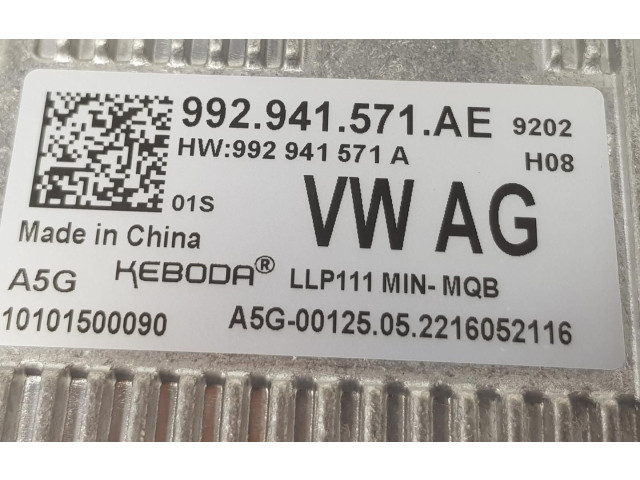 992.941.571.AE 9202
HW:992 941 571 A H08
01S VW AG
Made in China
A5G KEBODA® LLP111 MIN- MQB
10101500090 A5G-00125.05.2216052116